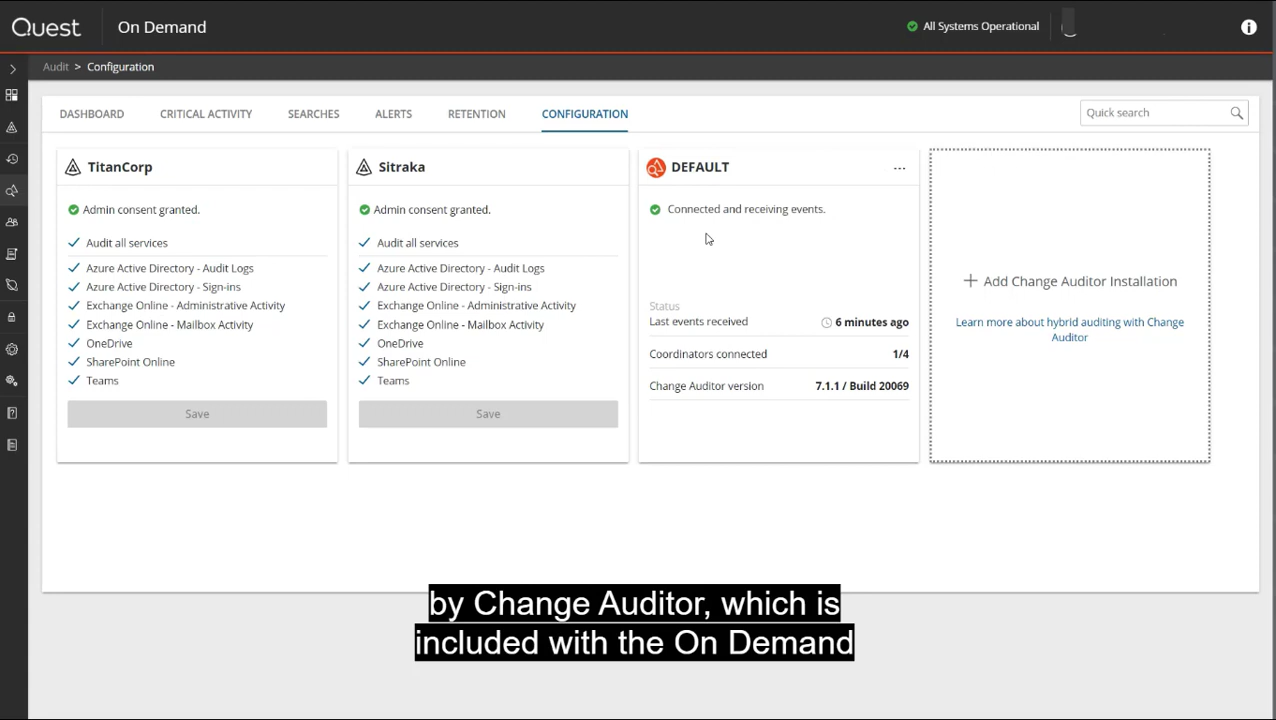 Quest
On Demand
All Systems Operational
Audit > Configuration
DASHBOARD
CRITICAL ACTIVITY
SEARCHES
ALERTS
RETENTION
CONFIGURATION
Quick search
TitanCorp
Admin consent granted.
Audit all services
Azure Active Directory - Audit Logs
Azure Active Directory - Sign-ins
Exchange Online - Administrative Activity
Exchange Online - Mailbox Activity
OneDrive
SharePoint Online
Teams
Save
Sitraka
Admin consent granted.
Audit all services
Azure Active Directory - Audit Logs
Azure Active Directory - Sign-ins
Exchange Online - Administrative Activity
Exchange Online - Mailbox Activity
OneDrive
SharePoint Online
Teams
Save
DEFAULT
...
Connected and receiving events.
Status
Last events received 6 minutes ago
Coordinators connected 1/4
Change Auditor version 7.1.1 / Build 20069
+ Add Change Auditor Installation
Learn more about hybrid auditing with Change
Auditor
by Change Auditor, which is
included with the On Demand